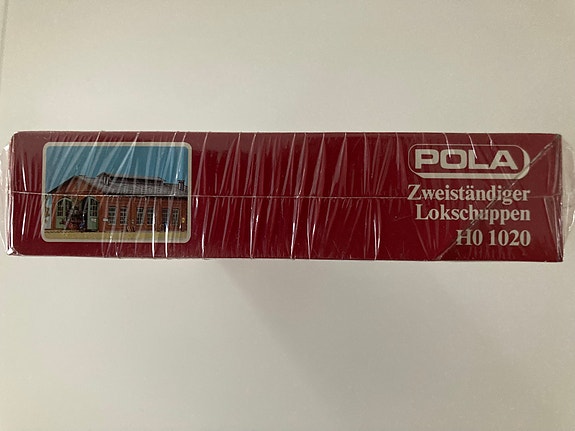 POLA
Zweiständiger
Lokschuppen
H0 1020